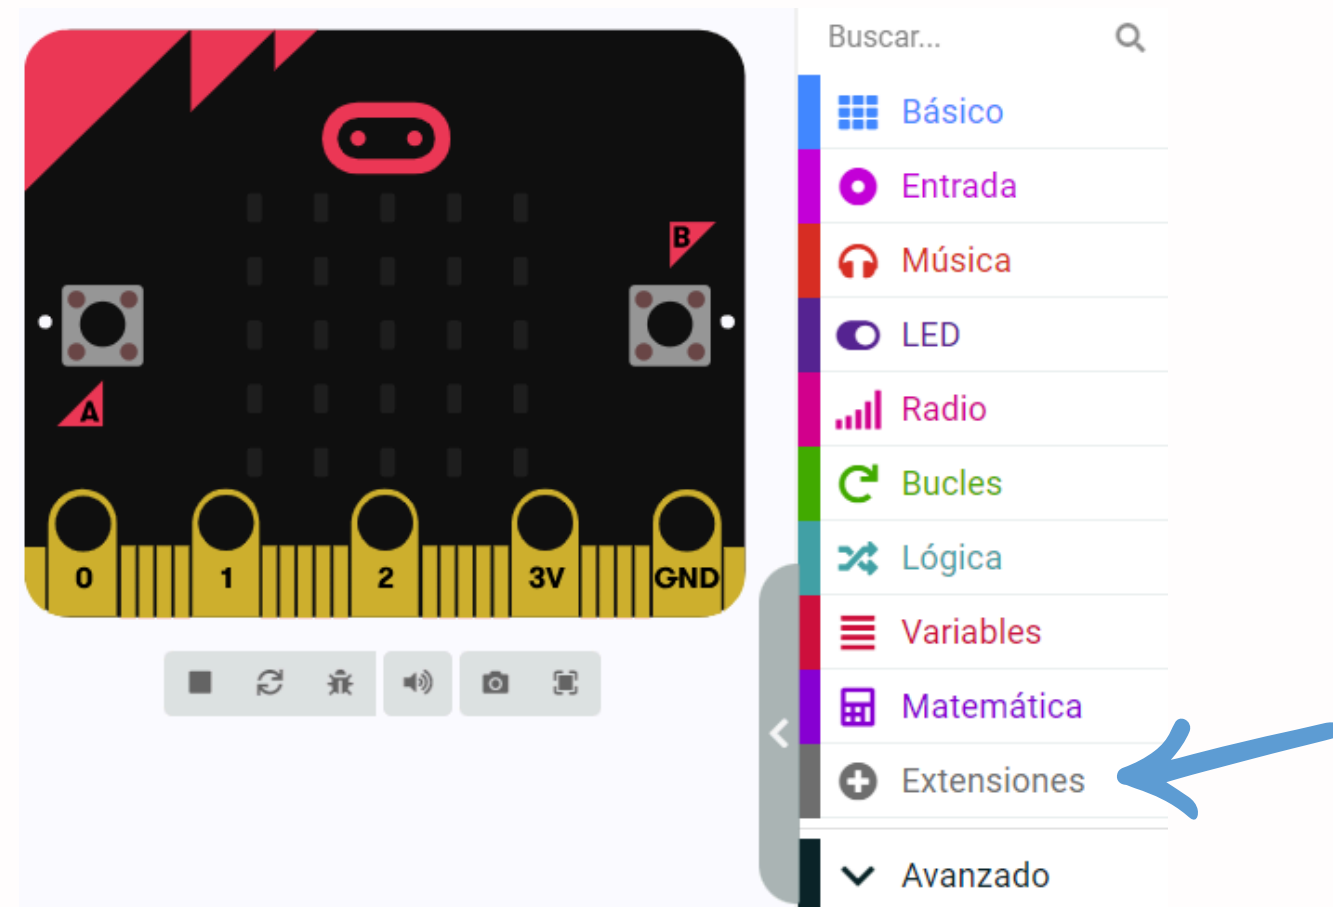 Buscar...
Básico
Entrada
Música
LED
Radio
Bucles
Lógica
Variables
Matemática
Extensiones
Avanzado
B
A
0 1 2 3V GND